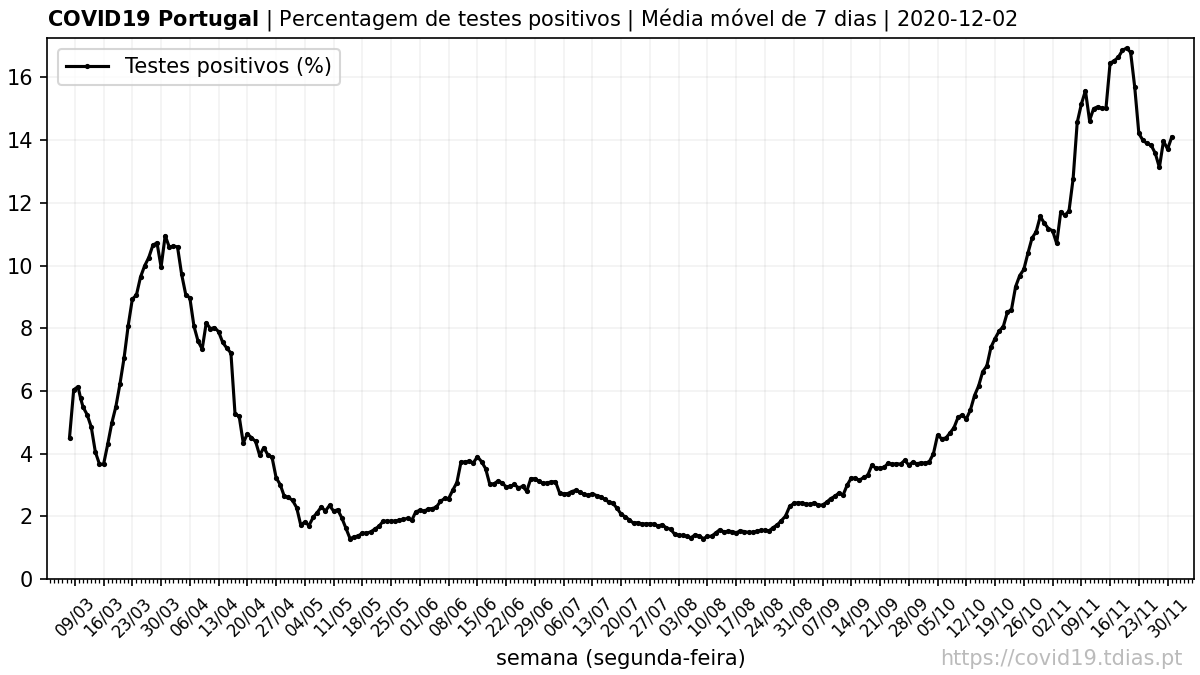 COVID19 Portugal | Percentagem de testes positivos | Média móvel de 7 dias | 2020-12-02
Testes positivos (%)
16
14
12
10
8
6
4
2
0
09/03 16/03 23/03 30/03 06/04 13/04 20/04 27/04 04/05 11/05 18/05 25/05 01/06 08/06 15/06 22/06 29/06 06/07 13/07 20/07 27/07 03/08 10/08 17/08 24/08 31/08 07/09 14/09 21/09 28/09 05/10 12/10 19/10 26/10 02/11 09/11 16/11 23/11 30/11
semana (segunda-feira)
https://covid19.tdias.pt